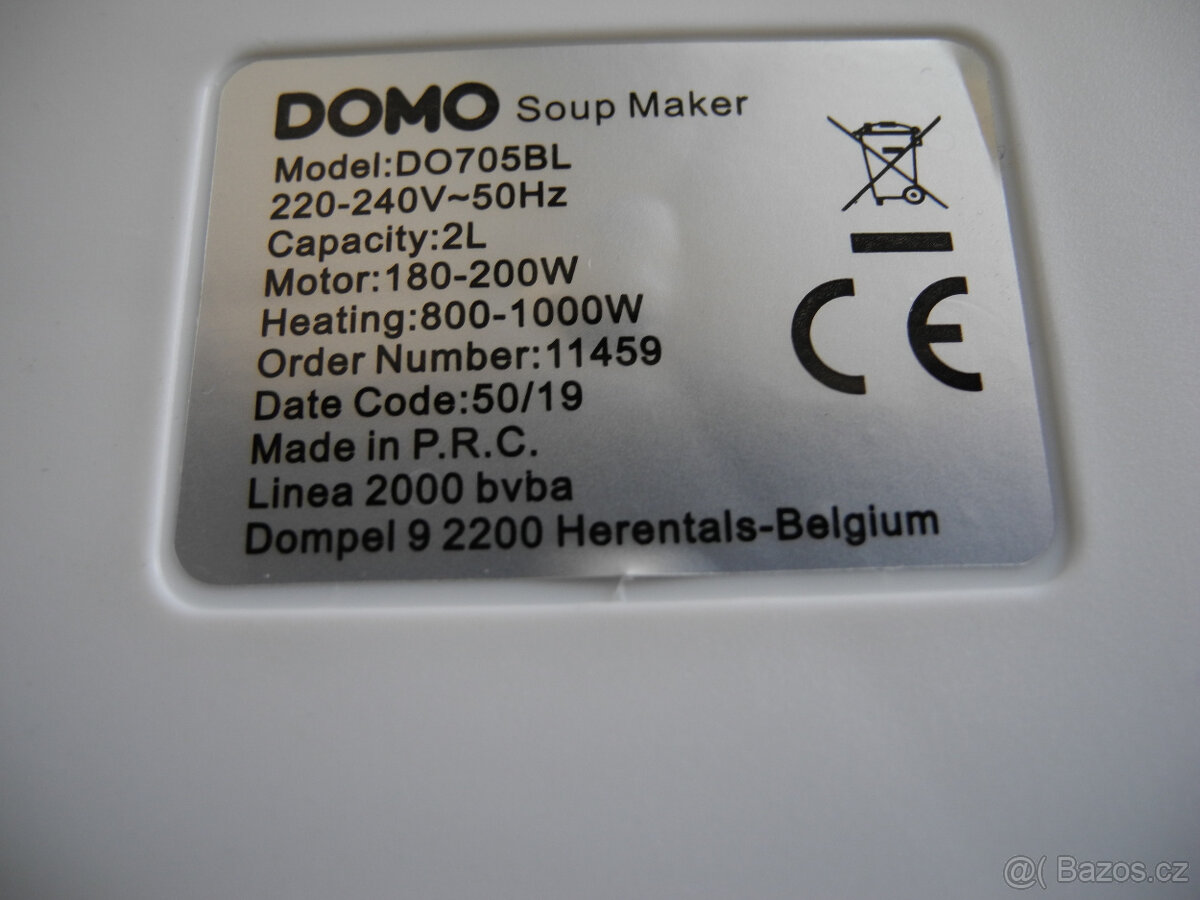 DOMO Soup Maker
Model:DO705BL
220-240V~50Hz
Capacity:2L
Motor:180-200W
Heating:800-1000W
Order Number:11459
Date Code:50/19
Made in P.R.C.
Linea 2000 bvba
Dompel 9 2200 Herentals-Belgium
CE
@( Bazos.cz